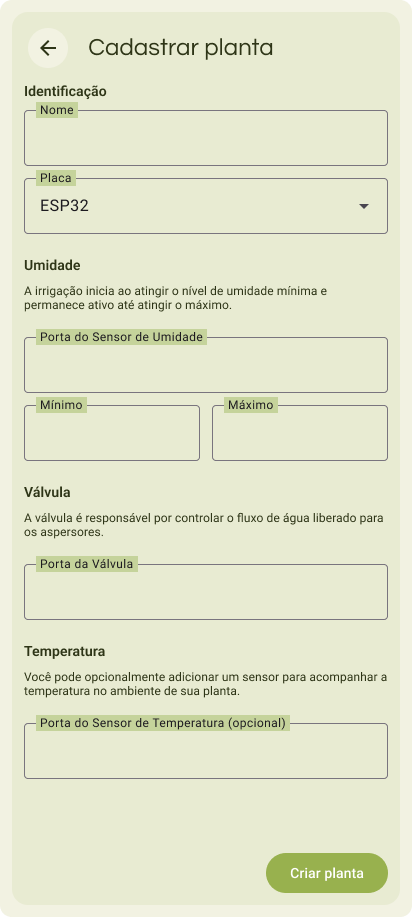 Cadastrar planta
Identificação
Nome
Placa
ESP32
Umidade
A irrigação inicia ao atingir o nível de umidade mínima e
permanece ativo até atingir o máximo.
Porta do Sensor de Umidade
Mínimo
Máximo
Válvula
A válvula é responsável por controlar o fluxo de água liberado para
os aspersores.
Porta da Válvula
Temperatura
Você pode opcionalmente adicionar um sensor para acompanhar a
temperatura no ambiente de sua planta.
Porta do Sensor de Temperatura (opcional)
Criar planta